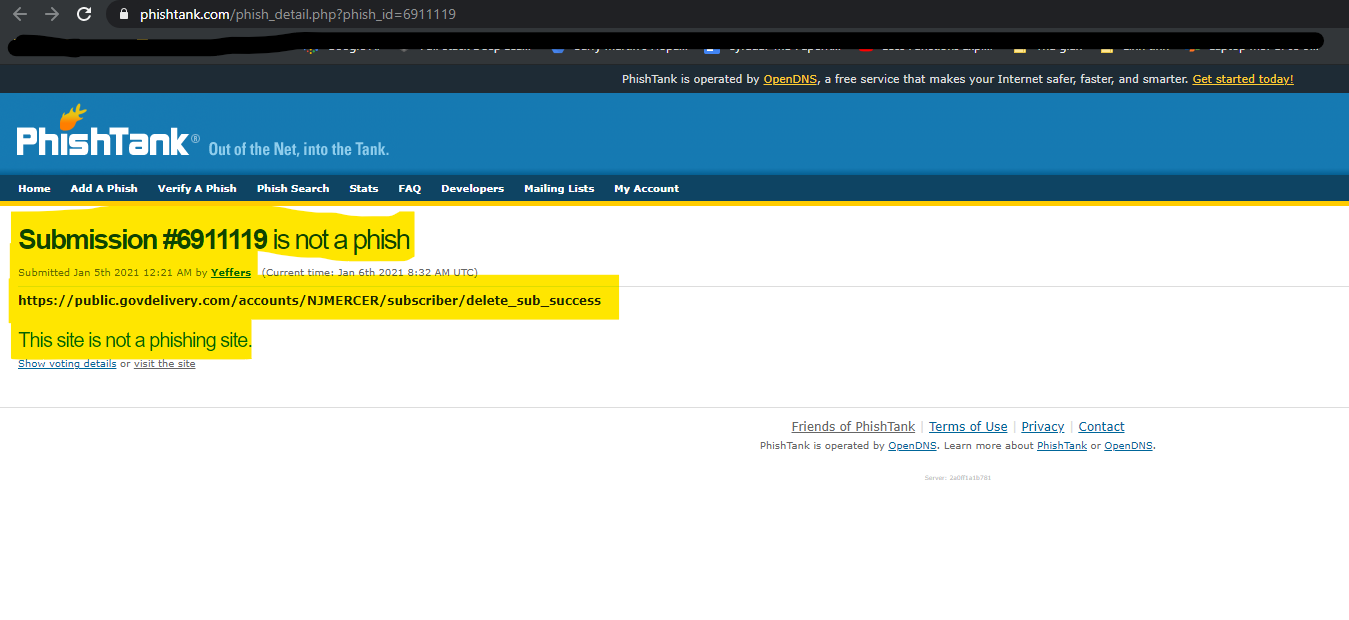 phishtank.com/phish_detail.php?phish_id=6911119
PhishTank is operated by OpenDNS, a free service that makes your Internet safer, faster, and smarter. Get started today!
PhishTank® Out of the Net, into the Tank.
Home Add A Phish Verify A Phish Phish Search Stats FAQ Developers Mailing Lists My Account
Submission #6911119 is not a phish
Submitted Jan 5th 2021 12:21 AM by Yeffers (Current time: Jan 6th 2021 8:32 AM UTC)
https://public.govdelivery.com/accounts/NJMERCER/subscriber/delete_sub_success
This site is not a phishing site.
Show voting details or visit the site
Friends of PhishTank | Terms of Use | Privacy | Contact
PhishTank is operated by OpenDNS. Learn more about PhishTank or OpenDNS.
Server: